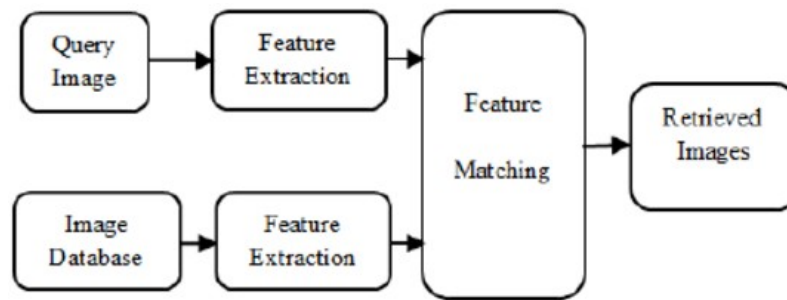 Query
Image
Feature
Extraction
Feature
Matching
Retrieved
Images
Image
Database
Feature
Extraction